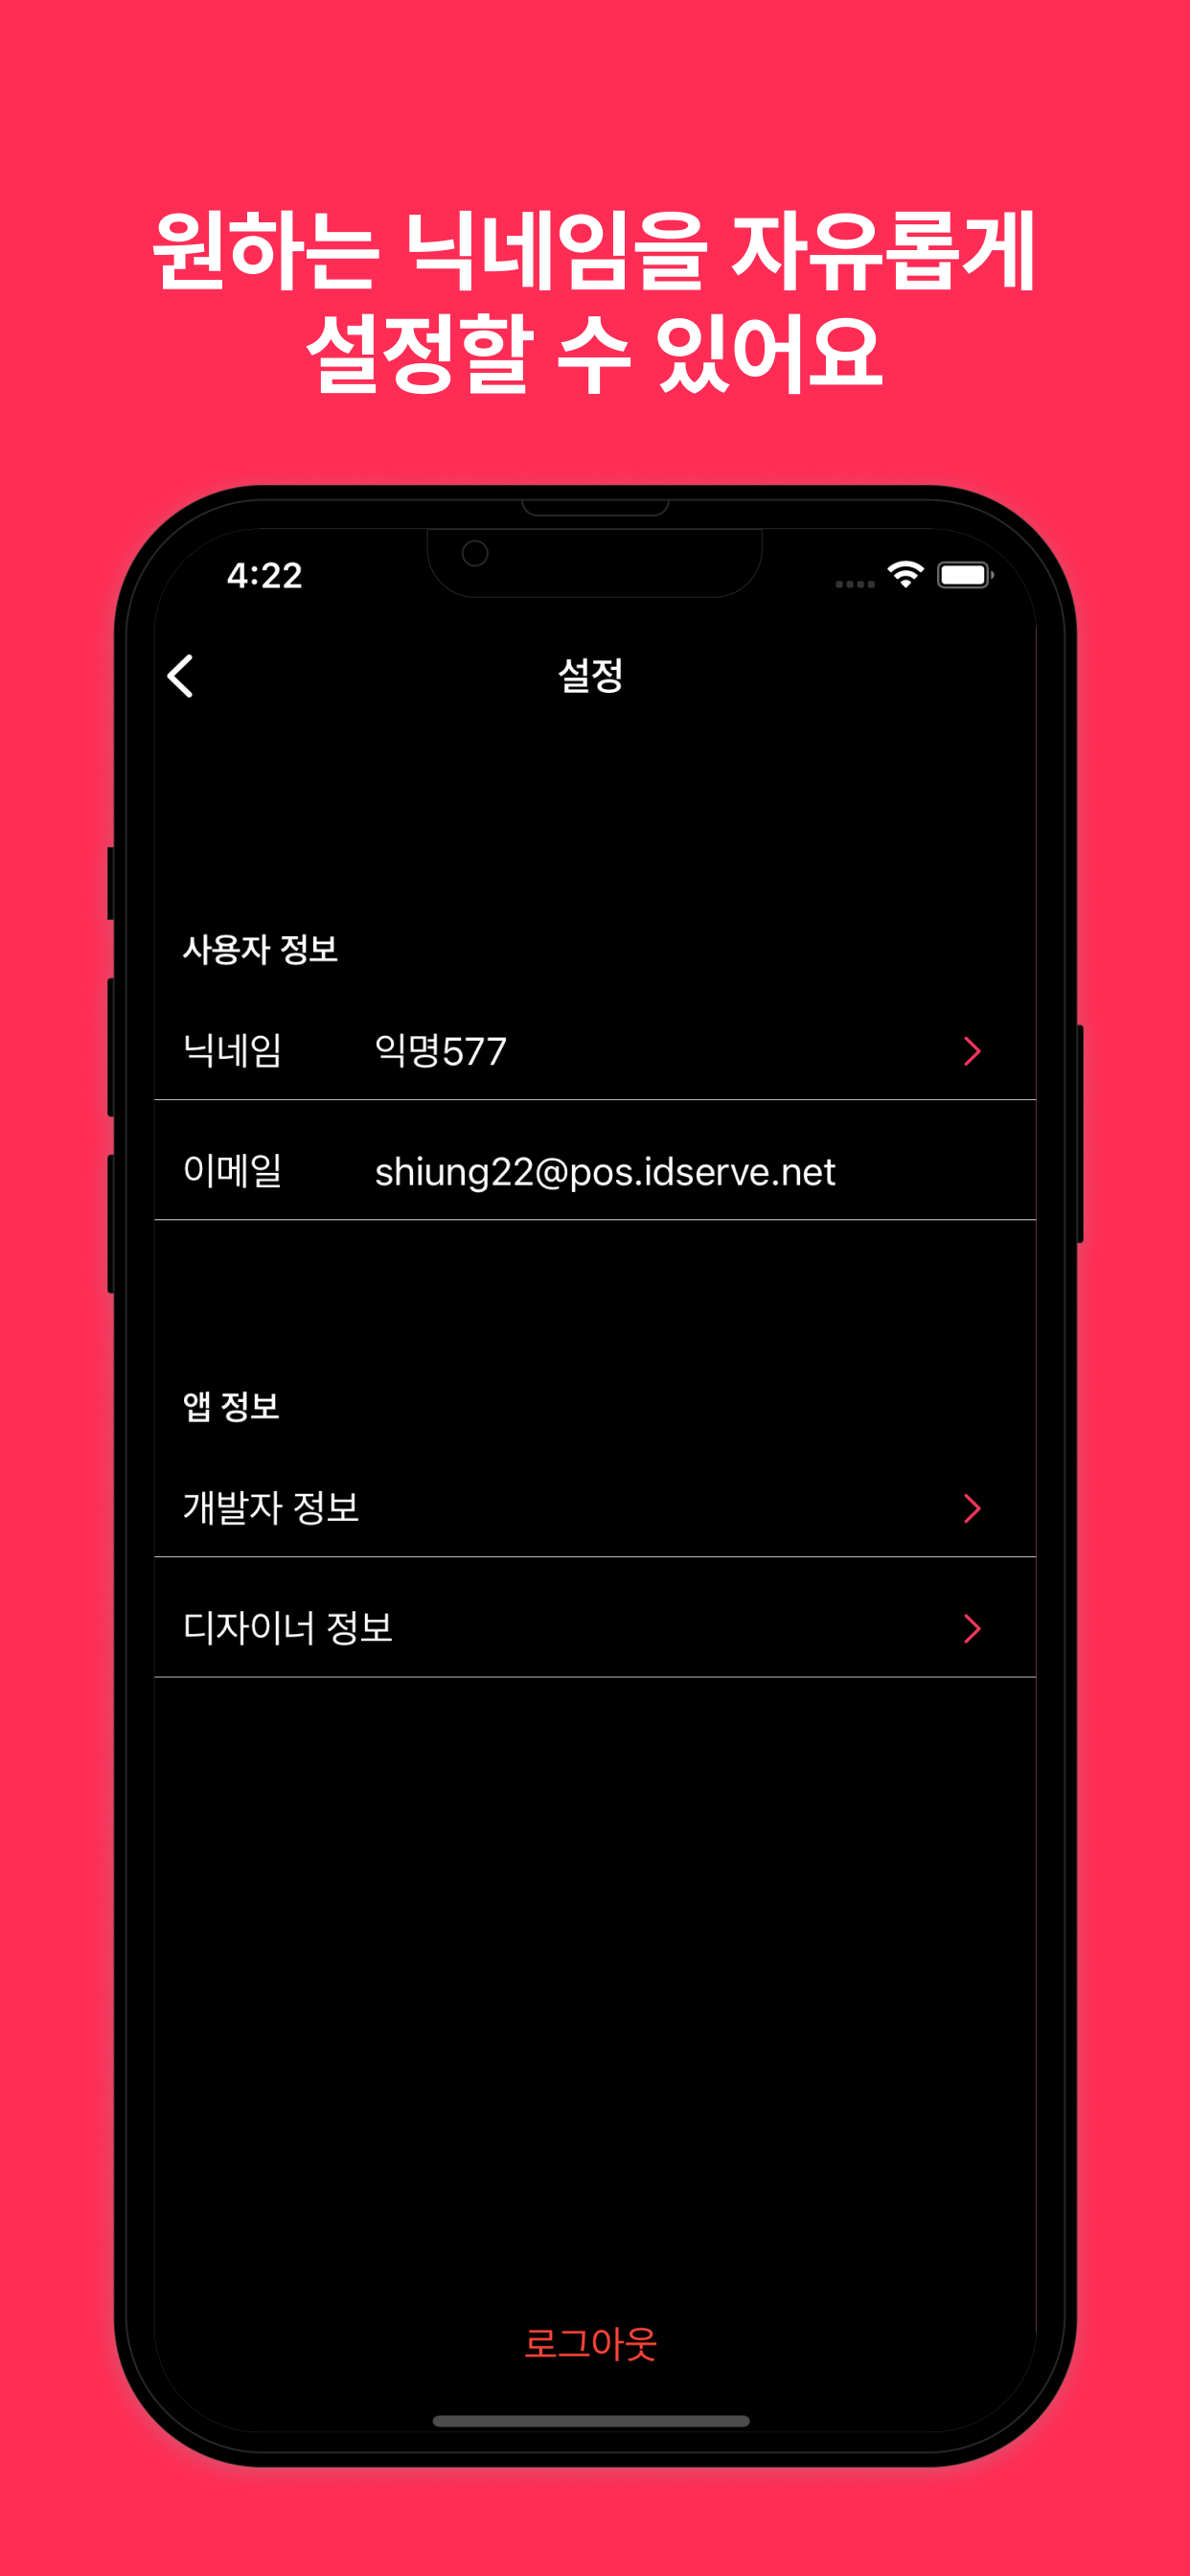 원하는 닉네임을 자유롭게
설정할 수 있어요
4:22
설정
사용자 정보
닉네임 익명577
이메일 shiung22@pos.idserve.net
앱 정보
개발자 정보
디자이너 정보
로그아웃